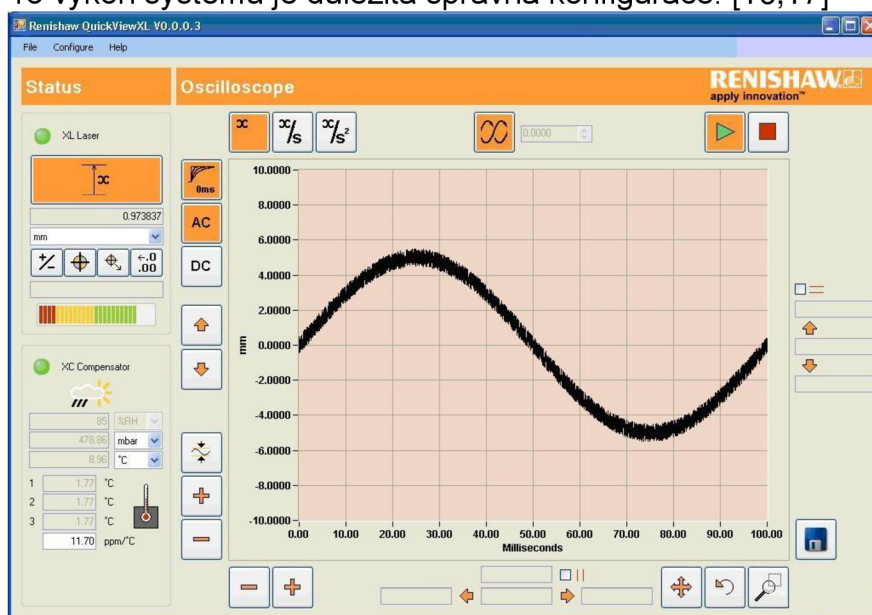 Renishaw QuickViewXL V0.0.0.3
File Configure Help
Status
Oscilloscope
RENISHAW
apply innovation™
XL Laser
x
0.973837
mm
+/-
←.0
.00
XC Compensator
85 %RH
478.86 mbar
8.96 °C
1 1.77 °C
2 1.77 °C
3 1.77 °C
11.70 ppm/°C
x
x/s
x/s²
0.0000
0ms
AC
DC
10.0000
8.0000
6.0000
4.0000
2.0000
0.0000
-2.0000
-4.0000
-6.0000
-8.0000
-10.0000
mm
0.00 10.00 20.00 30.00 40.00 50.00 60.00 70.00 80.00 90.00 100.00
Milliseconds